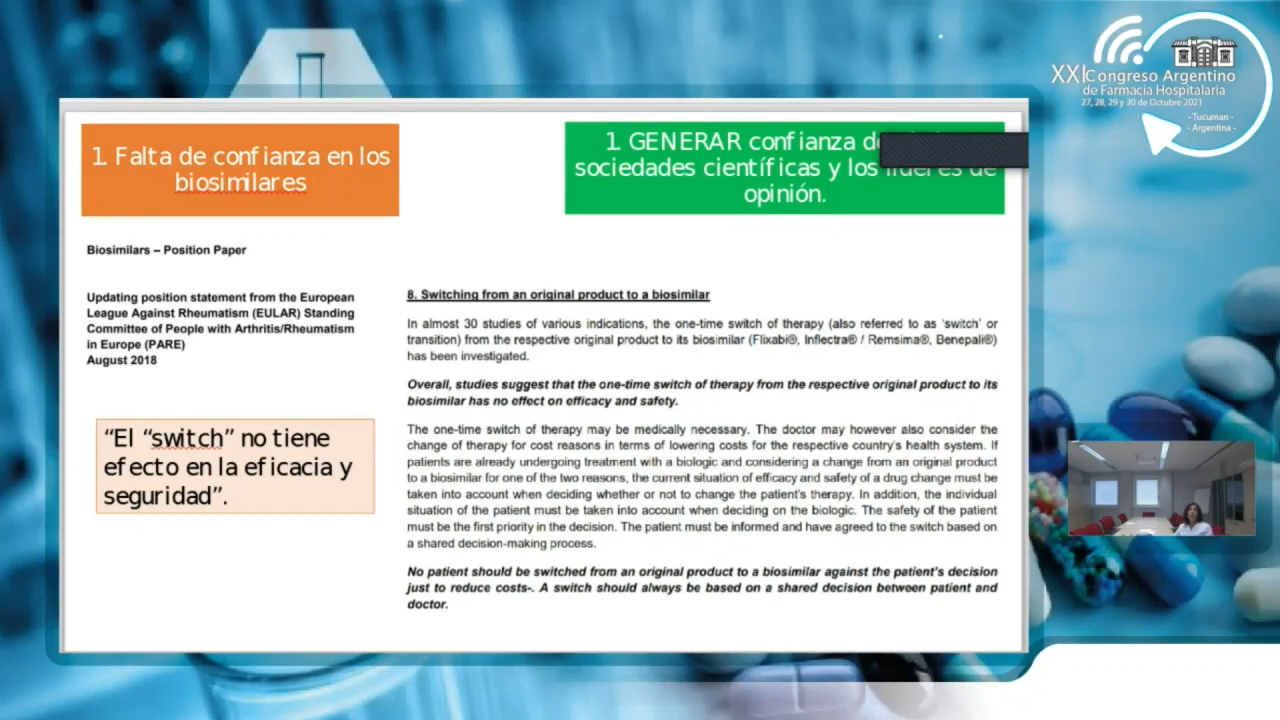 XXI Congreso Argentino
de Farmacia Hospitalaria
27, 28, 29 y 30 de Octubre 2021
- Tucuman -
- Argentina -
1. Falta de confianza en los
biosimilares
1. GENERAR confianza
sociedades científicas y los líderes de
opinión.
Biosimilars – Position Paper
Updating position statement from the European
League Against Rheumatism (EULAR) Standing
Committee of People with Arthritis/Rheumatism
in Europe (PARE)
August 2018
“El “switch” no tiene
efecto en la eficacia y
seguridad”.
8. Switching from an original product to a biosimilar
In almost 30 studies of various indications, the one-time switch of therapy (also referred to as ‘switch’ or
transition) from the respective original product to its biosimilar (Flixabi®, Inflectra® / Remsima®, Benepali®)
has been investigated.
Overall, studies suggest that the one-time switch of therapy from the respective original product to its
biosimilar has no effect on efficacy and safety.
The one-time switch of therapy may be medically necessary. The doctor may however also consider the
change of therapy for cost reasons in terms of lowering costs for the respective country’s health system. If
patients are already undergoing treatment with a biologic and considering a change from an original product
to a biosimilar for one of the two reasons, the current situation of efficacy and safety of a drug change must be
taken into account when deciding whether or not to change the patient’s therapy. In addition, the individual
situation of the patient must be taken into account when deciding on the biologic. The safety of the patient
must be the first priority in the decision. The patient must be informed and have agreed to the switch based on
a shared decision-making process.
No patient should be switched from an original product to a biosimilar against the patient’s decision
just to reduce costs-. A switch should always be based on a shared decision between patient and
doctor.